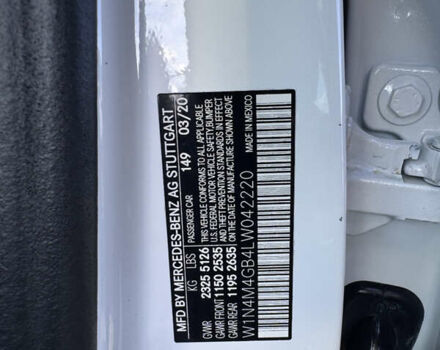 MFD BY MERCEDES-BENZ AG STUTTGART
PASSENGER CAR 149 03/20
KG LBS
GWR 2325 5126
GAWR FRONT 1150 2535
GAWR REAR 1195 2635
THIS VEHICLE CONFORMS TO ALL APPLICABLE
FEDERAL MOTOR VEHICLE SAFETY, BUMPER
AND THEFT PREVENTION STANDARDS IN EFFECT
ON THE DATE OF MANUFACTURE SHOWN ABOVE
W1N4M4GB4LW042220
MADE IN MEXICO